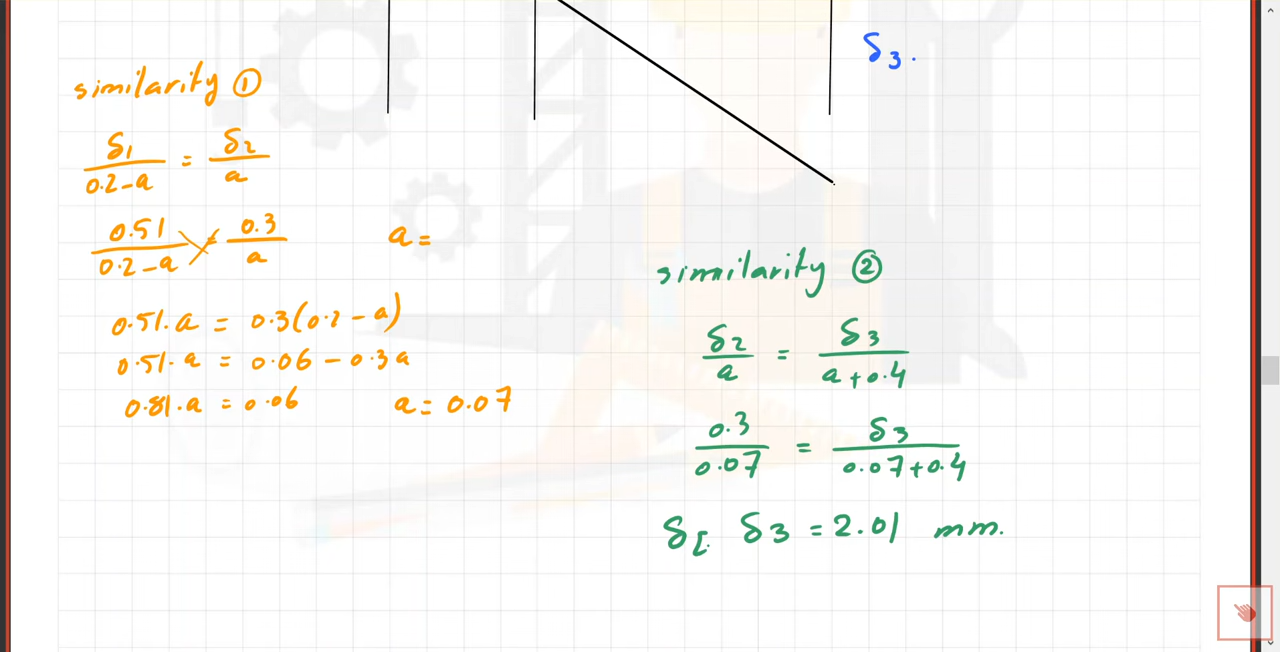 δ3.
similarity ①
δ1/0.2-a = δ2/a
0.51/0.2-a = 0.3/a
a =
0.51.a = 0.3(0.2 - a)
0.51.a = 0.06 - 0.3a
0.81.a = 0.06
a = 0.07
similarity ②
δ2/a = δ3/a+0.4
0.3/0.07 = δ3/0.07+0.4
δ[. δ3 = 2.01 mm.